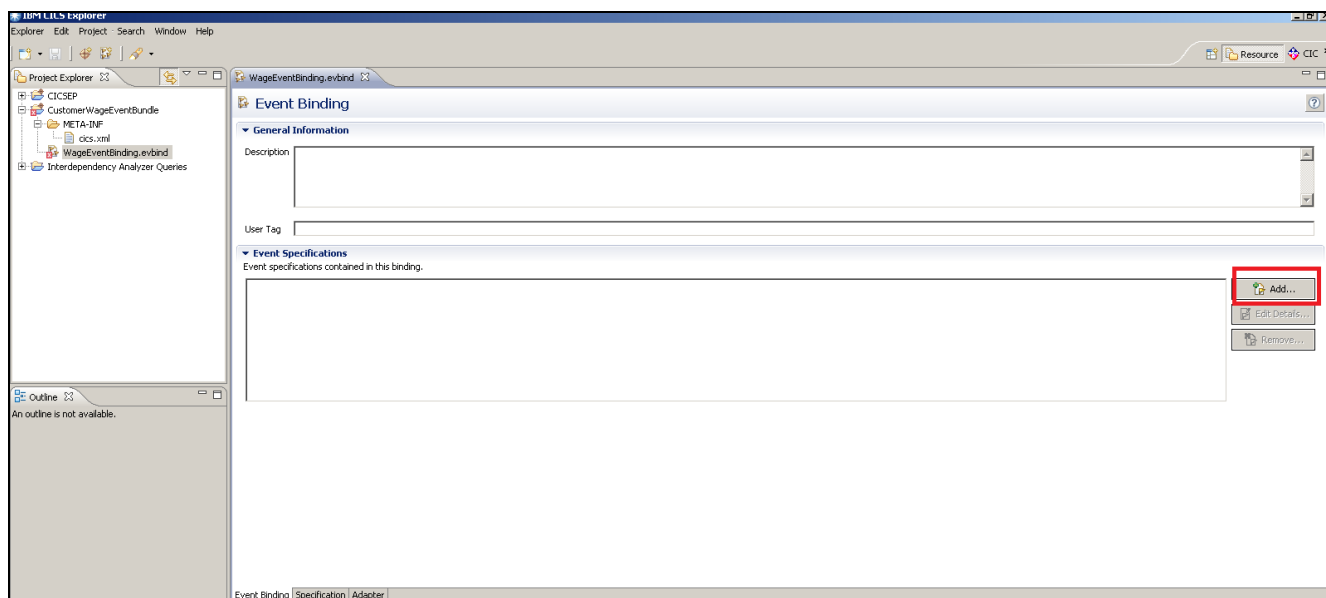 IBM CICS Explorer
Explorer Edit Project Search Window Help
Resource CIC
Project Explorer
CICSEP
CustomerWageEventBundle
META-INF
cics.xml
WageEventBinding.evbind
Interdependency Analyzer Queries
Outline
An outline is not available.
WageEventBinding.evbind
Event Binding
General Information
Description
User Tag
Event Specifications
Event specifications contained in this binding.
Add...
Edit Details...
Remove...
Event Binding Specification Adapter